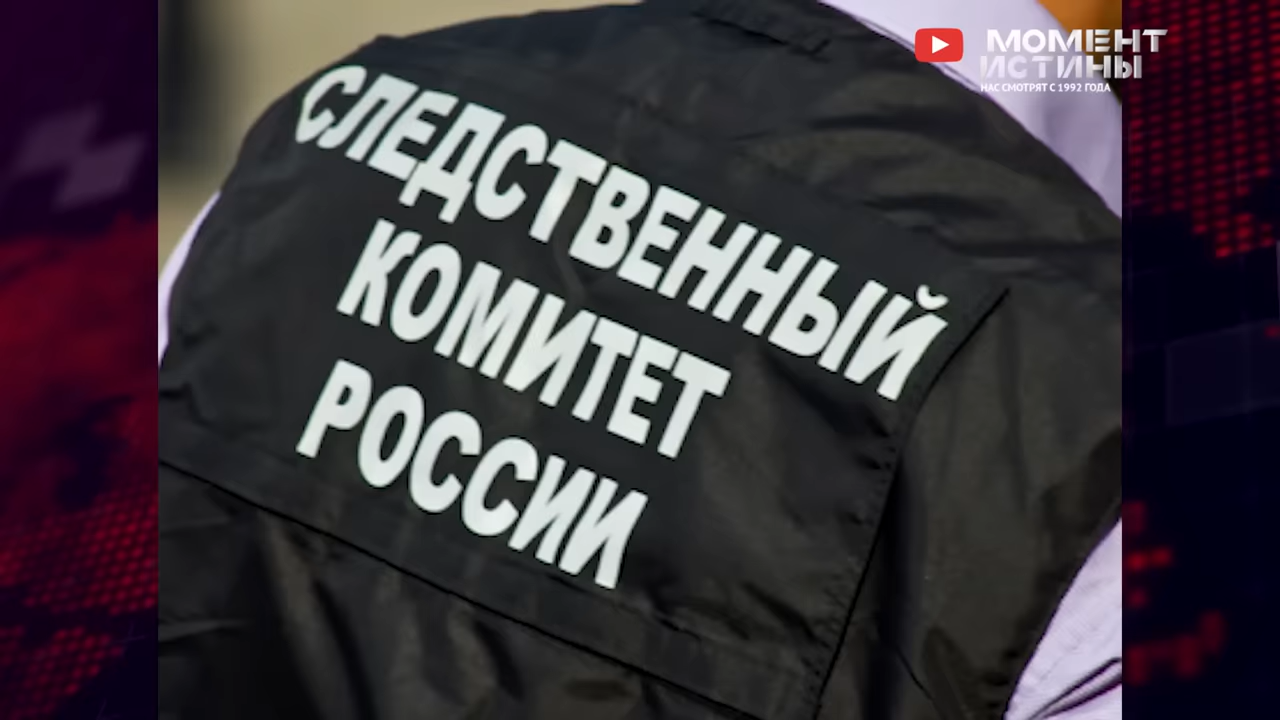 МОМЕНТ
ИСТИНЫ
НАС СМОТРЯТ С 1992 ГОДА
СЛЕДСТВЕННЫЙ
КОМИТЕТ
РОССИИ